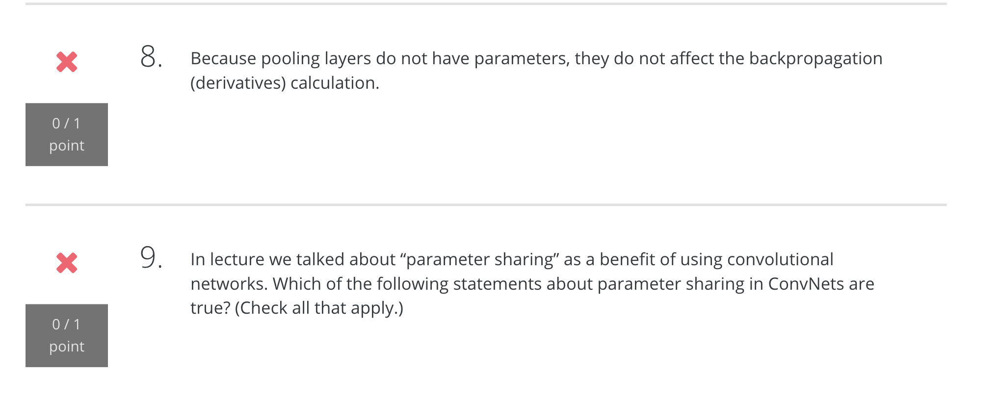 8. Because pooling layers do not have parameters, they do not affect the backpropagation
(derivatives) calculation.
0 / 1
point
9. In lecture we talked about “parameter sharing” as a benefit of using convolutional
networks. Which of the following statements about parameter sharing in ConvNets are
true? (Check all that apply.)
0 / 1
point